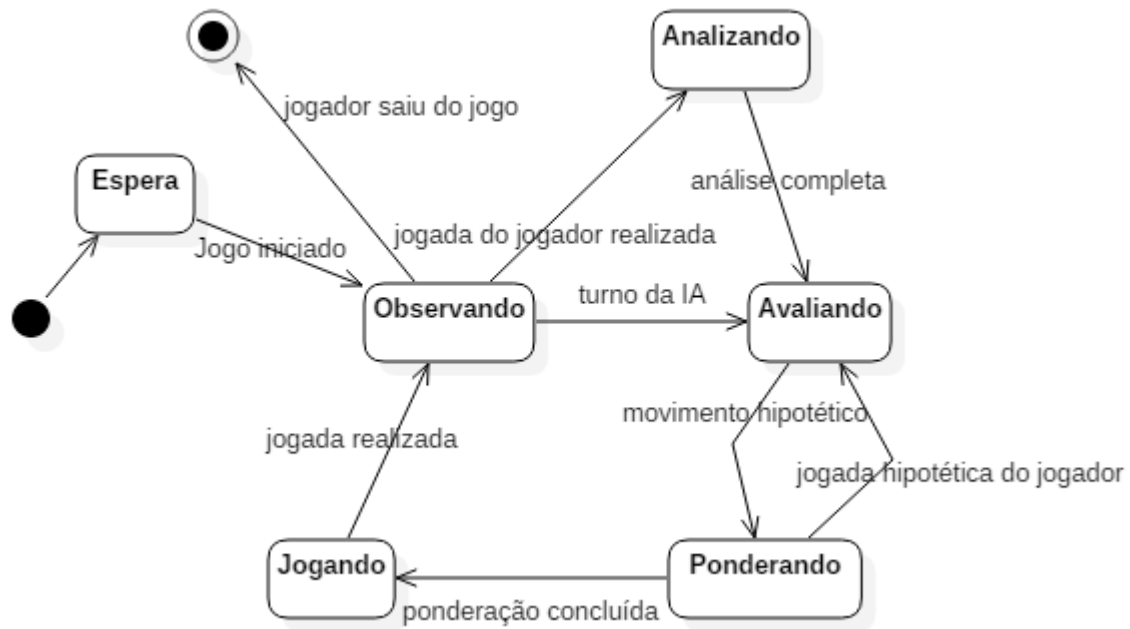 Analizando
jogador saiu do jogo
Espera
análise completa
jogada do jogador realizada
Jogo iniciado
turno da IA
Observando
Avaliando
movimento hipotético
jogada realizada
jogada hipotética do jogador
Jogando
Ponderando
ponderação concluída